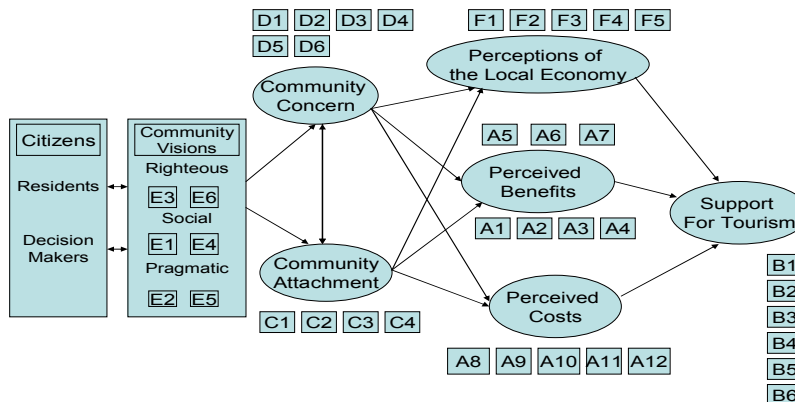 D1 D2 D3 D4
D5 D6
F1 F2 F3 F4 F5
Community
Concern
Perceptions of
the Local Economy
Citizens
Residents
Decision
Makers
Community
Visions
Righteous
E3 E6
Social
E1 E4
Pragmatic
E2 E5
A5 A6 A7
Perceived
Benefits
A1 A2 A3 A4
Support
For Tourism
Community
Attachment
C1 C2 C3 C4
Perceived
Costs
A8 A9 A10 A11 A12
B1
B2
B3
B4
B5
B6